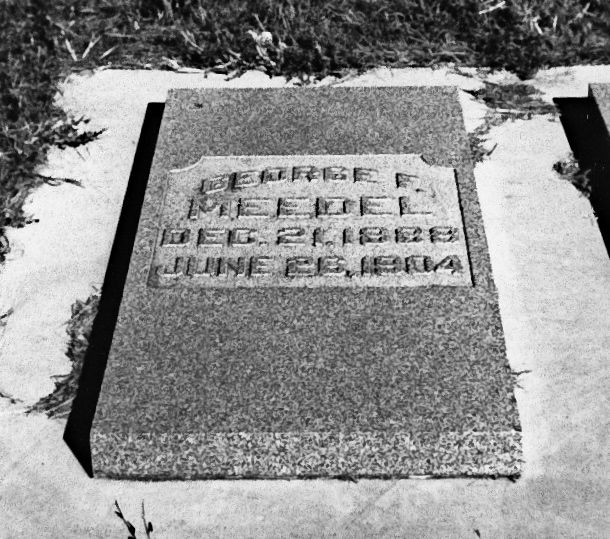 GEORGE F.
MEEDEL
DEC. 21, 1888
JUNE 26, 1904